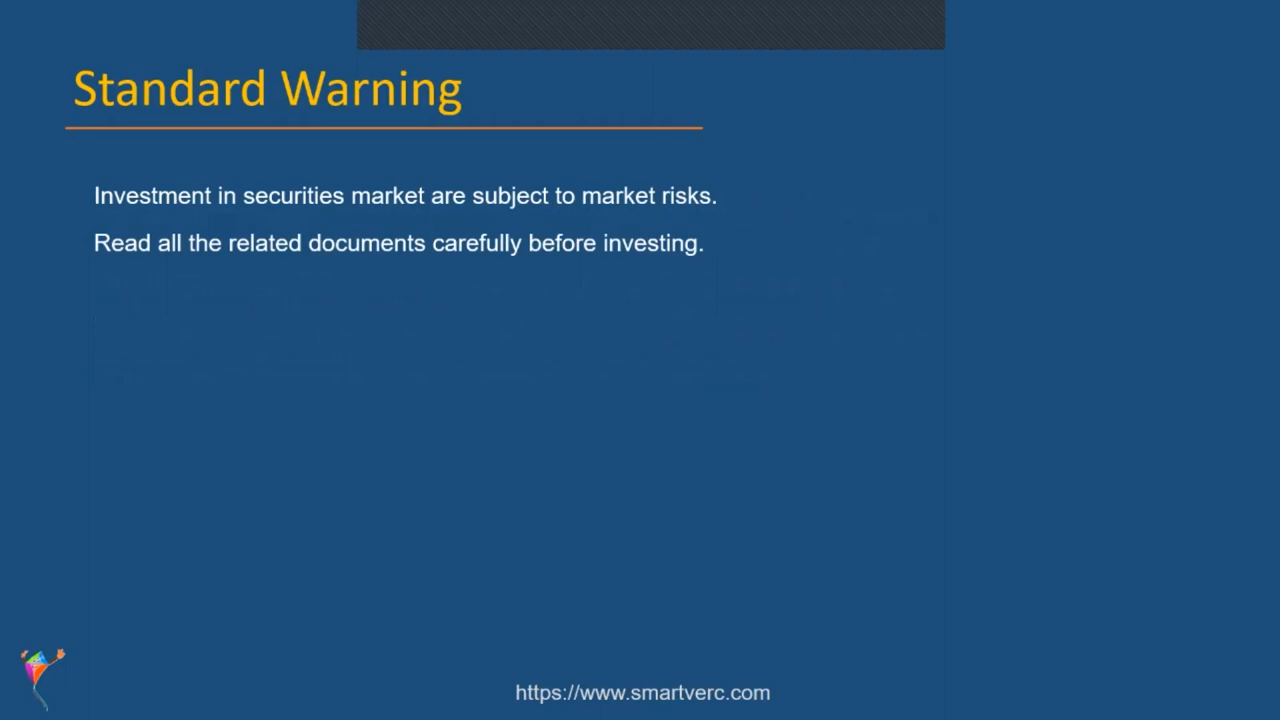 Standard Warning
Investment in securities market are subject to market risks.
Read all the related documents carefully before investing.
https://www.smartverc.com